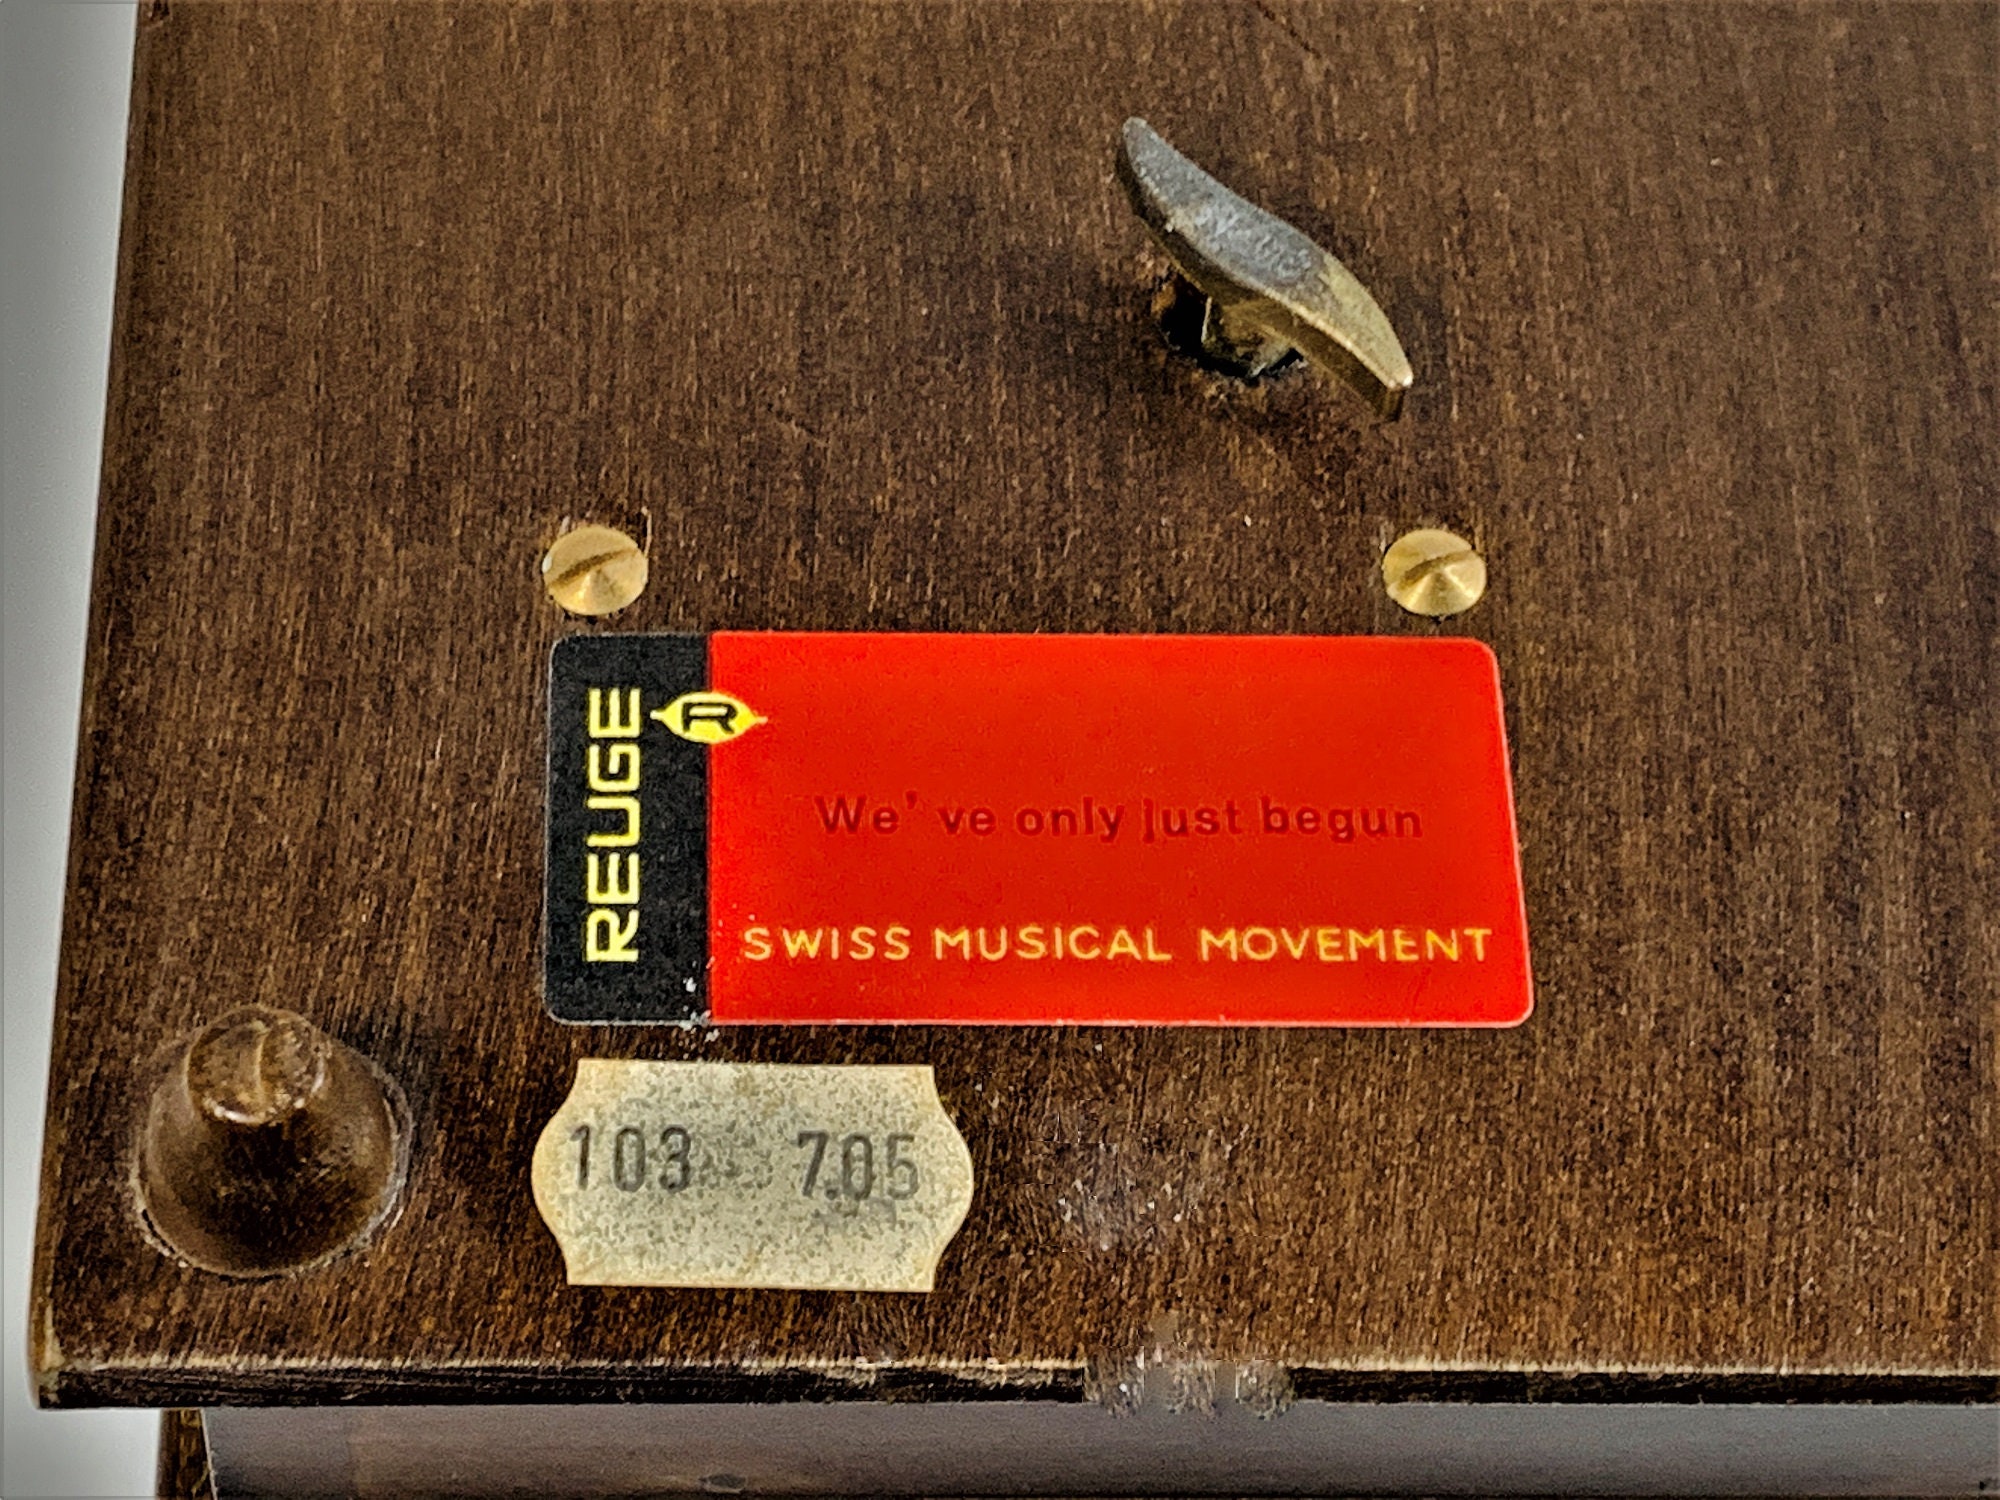 REUGE
R
We've only just begun
SWISS MUSICAL MOVEMENT
103 7.05